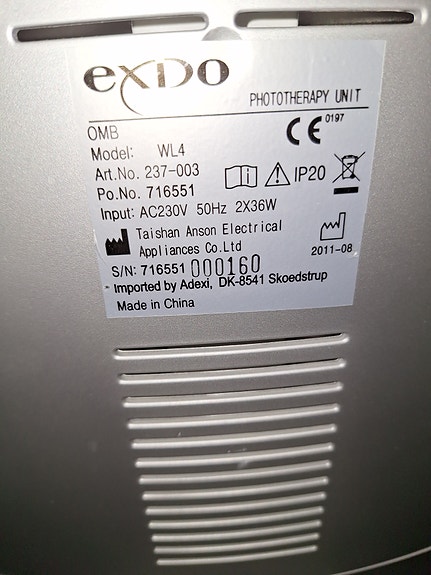 exDO
PHOTOTHERAPY UNIT
OMB
CE 0197
Model: WL4
Art.No. 237-003
IP20
Po.No. 716551
Input: AC230V 50Hz 2X36W
Taishan Anson Electrical
Appliances Co.Ltd
2011-08
S/N: 716551 000160
Imported by Adexi, DK-8541 Skoedstrup
Made in China